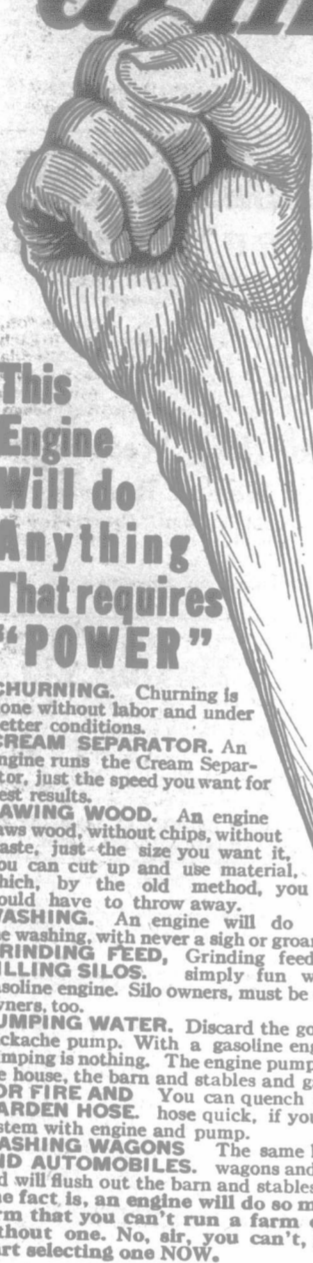 This
Engine
Will do
Anything
That requires
"POWER"
CHURNING. Churning is
one without labor and under
etter conditions.
CREAM SEPARATOR. An
ngine runs the Cream Separ-
tor, just the speed you want for
est results.
AWING WOOD. An engine
aws wood, without chips, without
aste, just the size you want it,
ou can cut up and use material,
hich, by the old method, you
ould have to throw away.
WASHING. An engine will do
e washing, with never a sigh or groan
RINDING FEED, Grinding feed
ILLING SILOS. simply fun w
asoline engine. Silo owners, must be
wners, too.
UMPING WATER. Discard the go
ckache pump. With a gasoline eng
mping is nothing. The engine pump
e house, the barn and stables and g
OR FIRE AND You can quench
ARDEN HOSE. hose quick, if you
stem with engine and pump.
ASHING WAGONS The same
ND AUTOMOBILES. wagons and
d will flush out the barn and stables
he fact is, an engine will do so m
rm that you can't run a farm
thout one. No, sir, you can't,
art selecting one NOW.